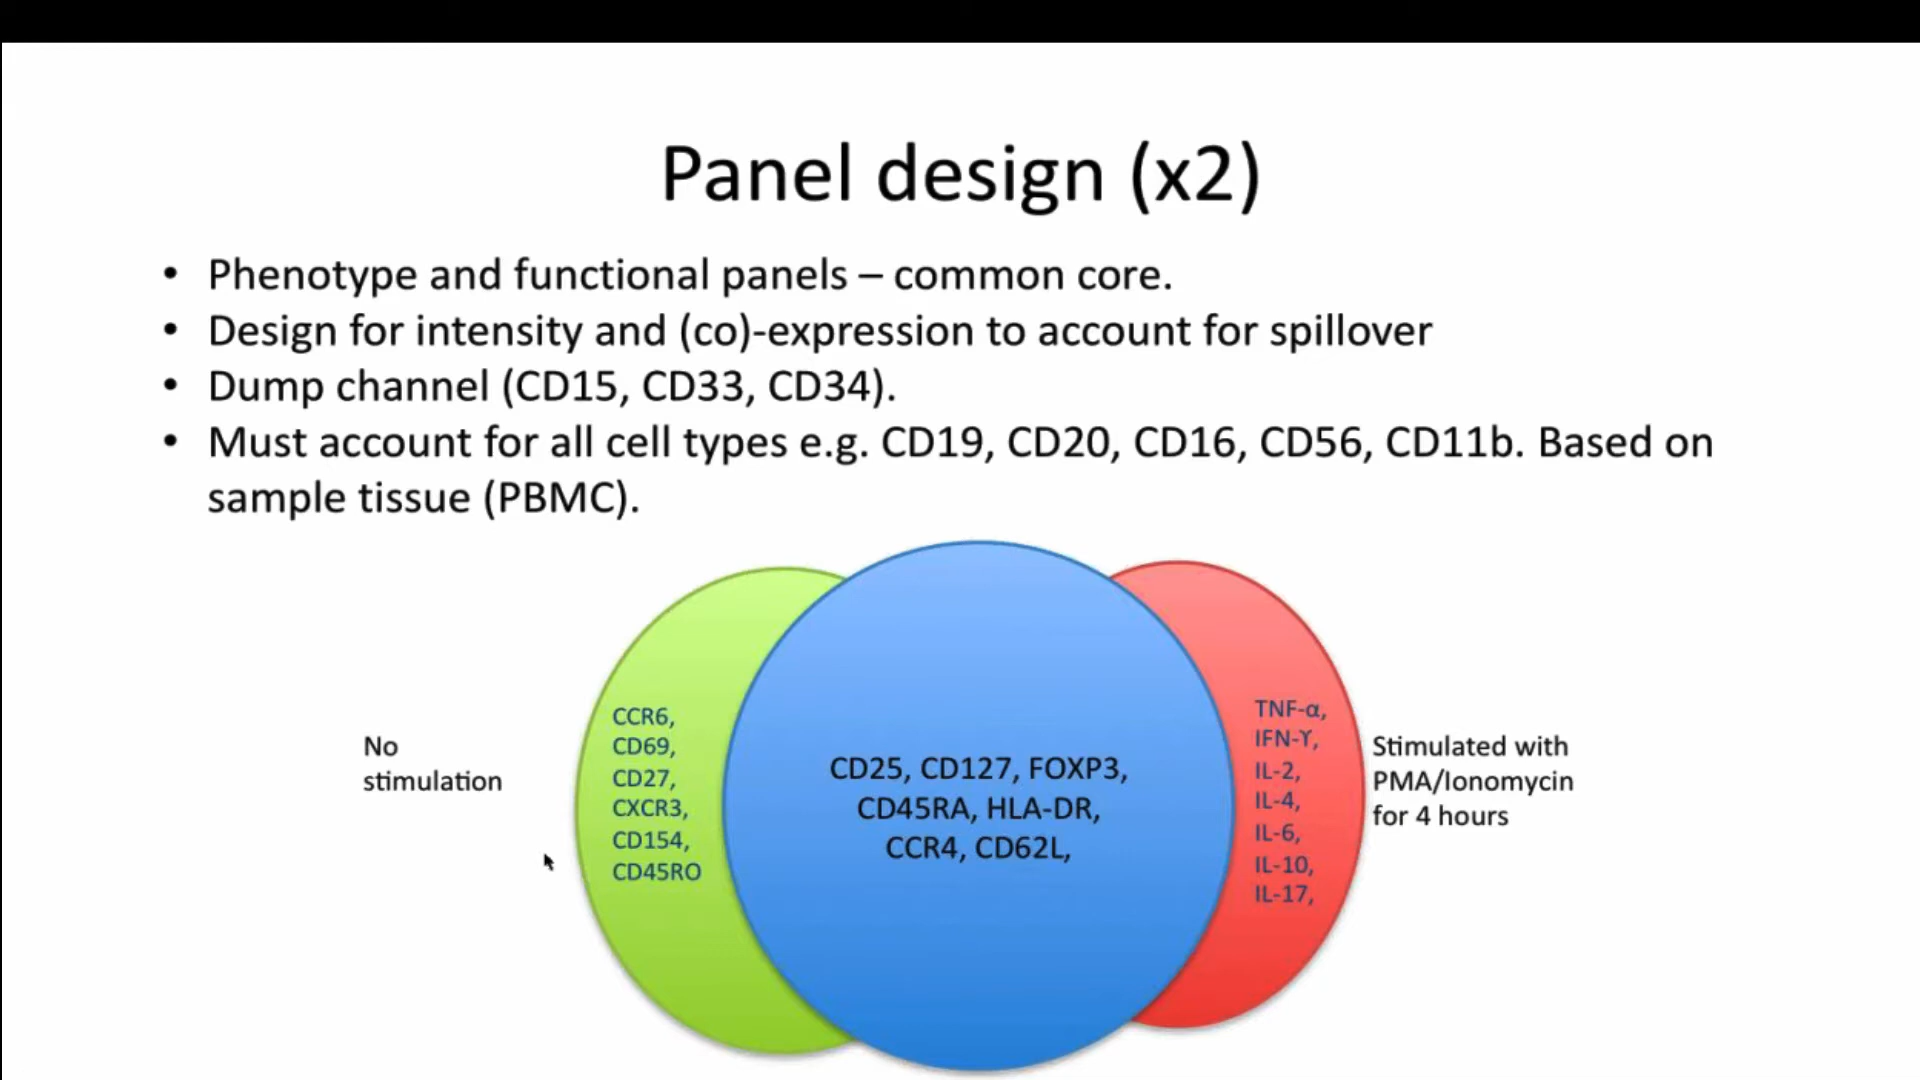 Panel design (x2)
• Phenotype and functional panels – common core.
• Design for intensity and (co)-expression to account for spillover
• Dump channel (CD15, CD33, CD34).
• Must account for all cell types e.g. CD19, CD20, CD16, CD56, CD11b. Based on
sample tissue (PBMC).
No
stimulation
CCR6,
CD69,
CD27,
CXCR3,
CD154,
CD45RO
CD25, CD127, FOXP3,
CD45RA, HLA-DR,
CCR4, CD62L,
TNF-α,
IFN-ϒ,
IL-2,
IL-4,
IL-6,
IL-10,
IL-17,
Stimulated with
PMA/Ionomycin
for 4 hours